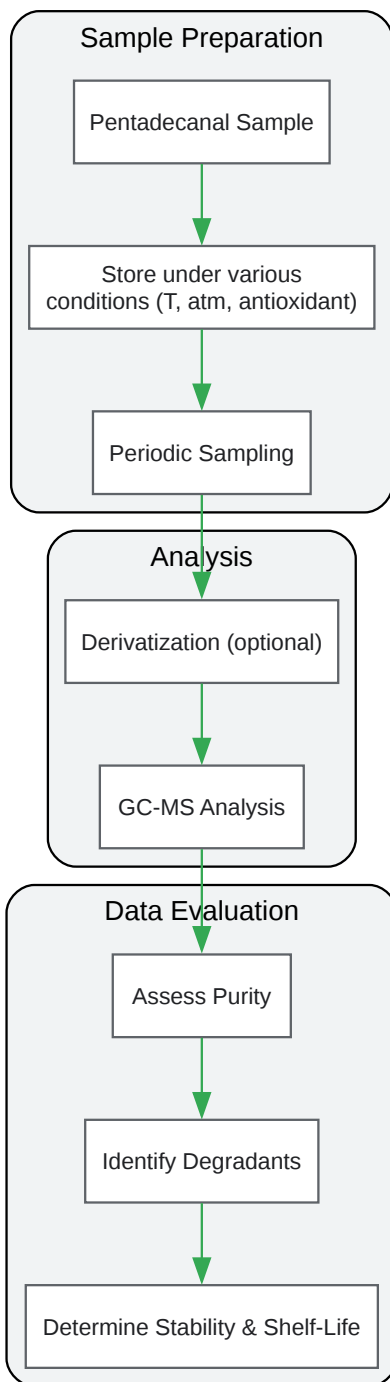 Sample Preparation
Pentadecanal Sample
Store under various
conditions (T, atm, antioxidant)
Periodic Sampling
Analysis
Derivatization (optional)
GC-MS Analysis
Data Evaluation
Assess Purity
Identify Degradants
Determine Stability & Shelf-Life